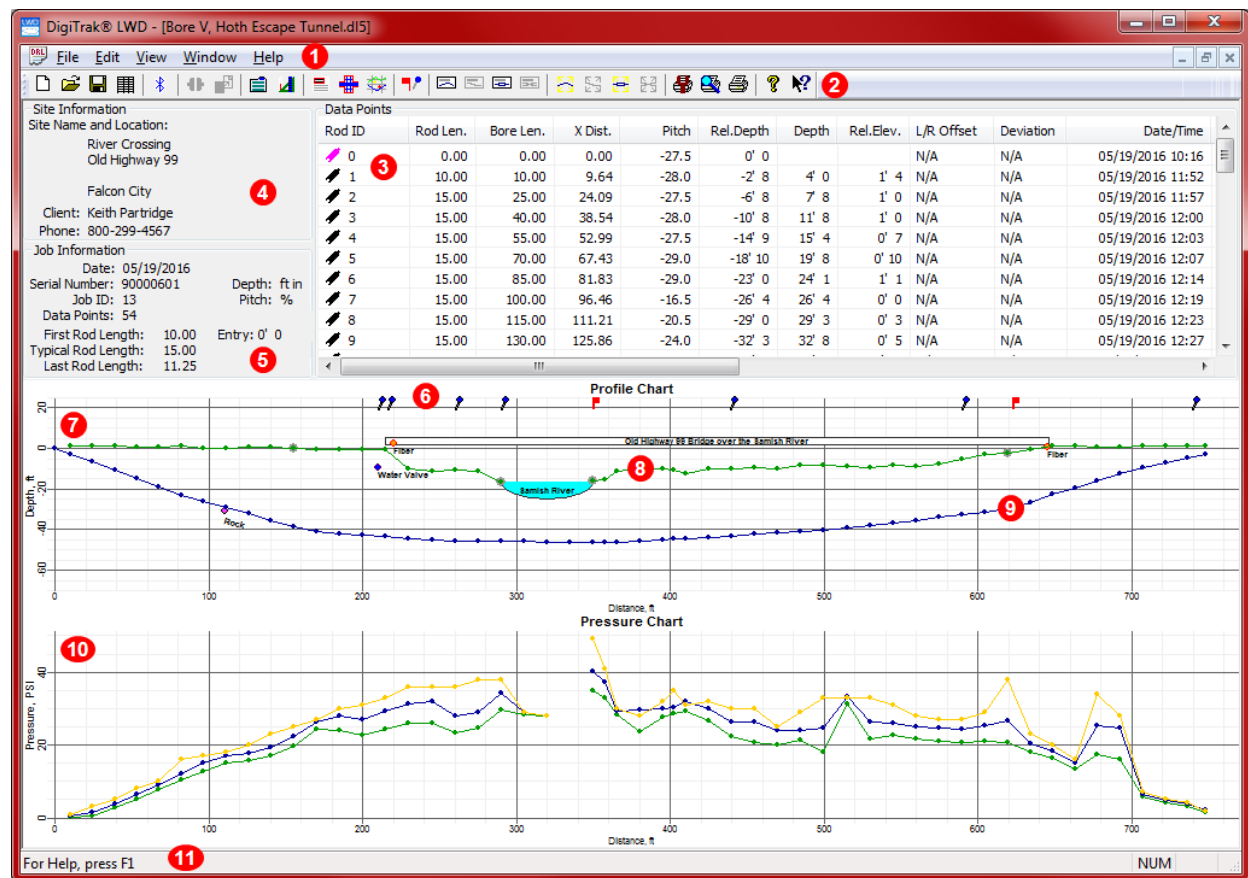 DigiTrak® LWD - [Bore V, Hoth Escape Tunnel.dl5]
File Edit View Window Help 1
2
Site Information
Site Name and Location:
River Crossing
Old Highway 99
Falcon City
4
Client: Keith Partridge
Phone: 800-299-4567
Job Information
Date: 05/19/2016
Serial Number: 90000601 Depth: ft in
Job ID: 13 Pitch: %
Data Points: 54
First Rod Length: 10.00 Entry: 0' 0
Typical Rod Length: 15.00
Last Rod Length: 11.25
5
Data Points
Rod ID Rod Len. Bore Len. X Dist. Pitch Rel.Depth Depth Rel.Elev. L/R Offset Deviation Date/Time
0 0.00 0.00 0.00 -27.5 0' 0 N/A N/A 05/19/2016 10:16
3
1 10.00 10.00 9.64 -28.0 -2' 8 4' 0 1' 4 N/A N/A 05/19/2016 11:52
2 15.00 25.00 24.09 -27.5 -6' 8 7' 8 1' 0 N/A N/A 05/19/2016 11:57
3 15.00 40.00 38.54 -28.0 -10' 8 11' 8 1' 0 N/A N/A 05/19/2016 12:00
4 15.00 55.00 52.99 -27.5 -14' 9 15' 4 0' 7 N/A N/A 05/19/2016 12:03
5 15.00 70.00 67.43 -29.0 -18' 10 19' 8 0' 10 N/A N/A 05/19/2016 12:07
6 15.00 85.00 81.83 -29.0 -23' 0 24' 1 1' 1 N/A N/A 05/19/2016 12:14
7 15.00 100.00 96.46 -16.5 -26' 4 26' 4 0' 0 N/A N/A 05/19/2016 12:19
8 15.00 115.00 111.21 -20.5 -29' 0 29' 3 0' 3 N/A N/A 05/19/2016 12:23
9 15.00 130.00 125.86 -24.0 -32' 3 32' 8 0' 5 N/A N/A 05/19/2016 12:27
Profile Chart
6
7
20
0
-20
-40
-60
Depth, ft
Old Highway 99 Bridge over the Samish River
Fiber
Fiber
Water Valve
8
Samish River
Rock
9
0 100 200 300 400 500 600 700
Distance, ft
Pressure Chart
10
40
20
0
Pressure, PSI
0 100 200 300 400 500 600 700
Distance, ft
For Help, press F1 11 NUM